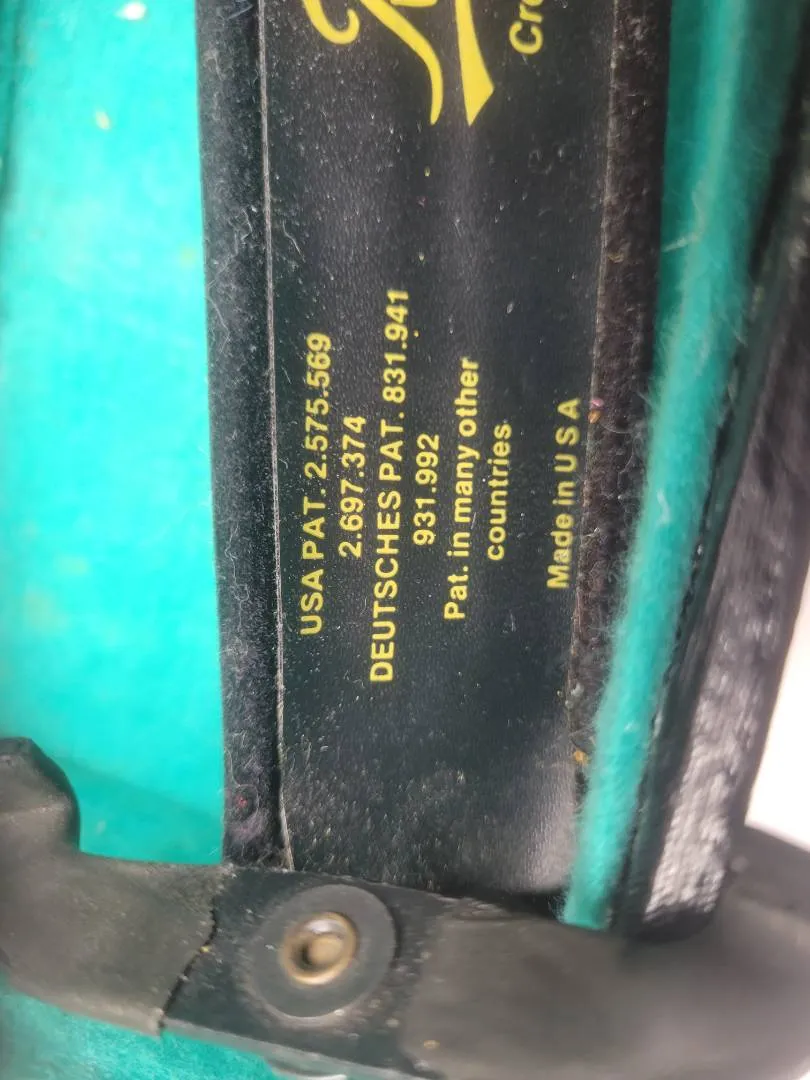 Cr
USA PAT. 2.575.569
2.697.374
DEUTSCHES PAT. 831.941
931.992
Pat. in many other
countries
Made in U S A